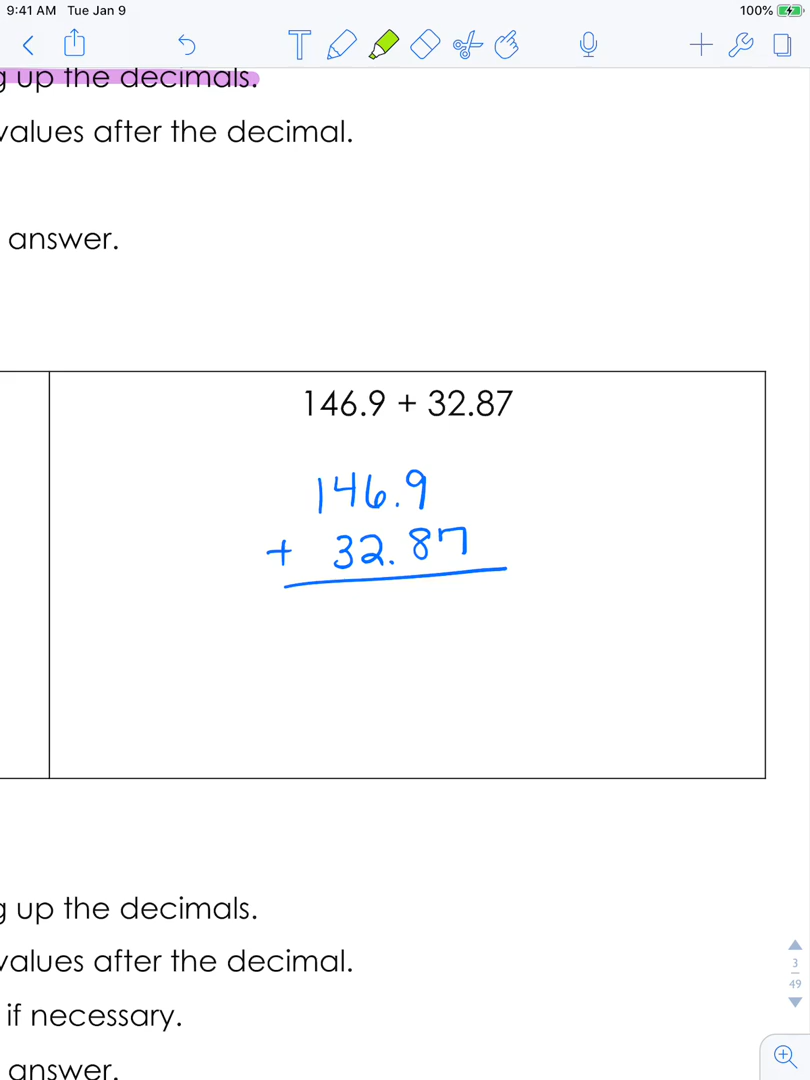 9:41 AM Tue Jan 9 100%
T
g up the decimals.
values after the decimal.
answer.
146.9 + 32.87
146.9
+ 32.87
g up the decimals.
values after the decimal.
3
49
if necessary.
answer.